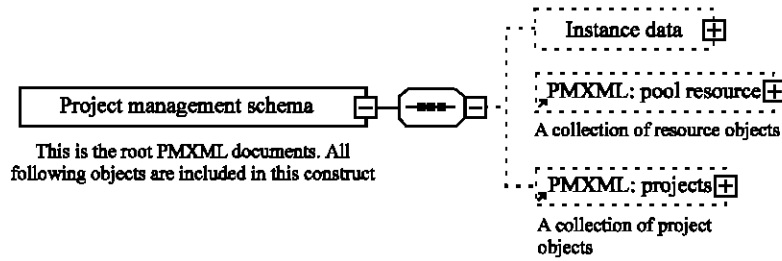 Instance data
Project management schema
This is the root PMXML documents. All
following objects are included in this construct
PMXML: pool resource
A collection of resource objects
PMXML: projects
A collection of project
objects